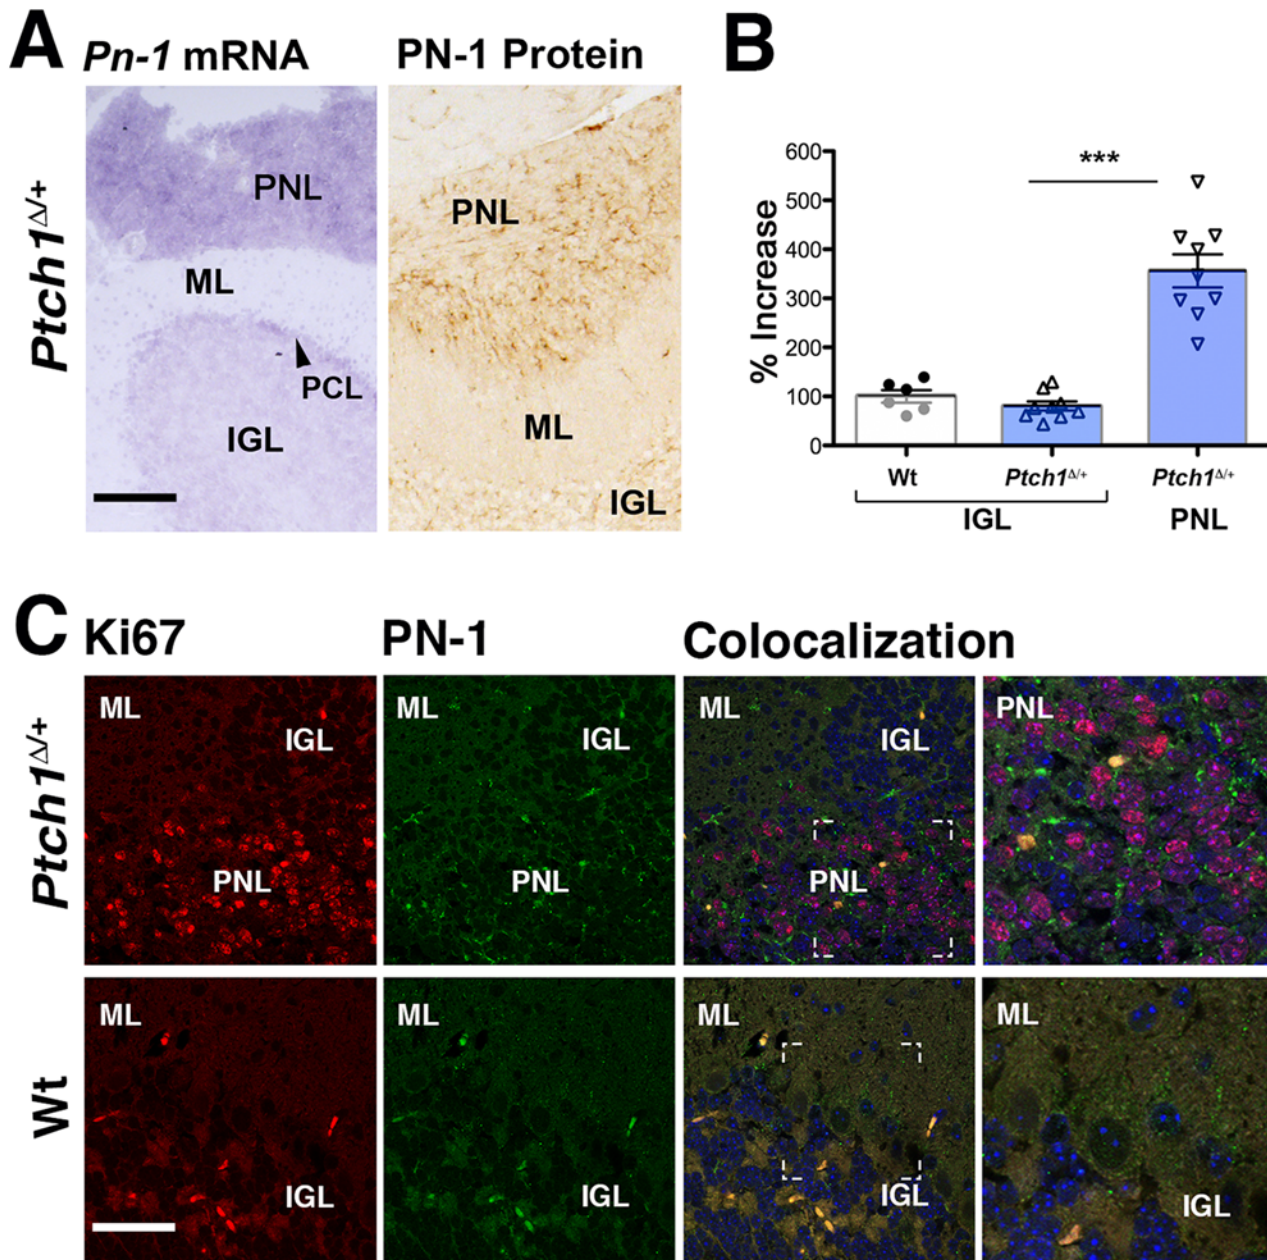 A
Pn-1 mRNA
PN-1 Protein
Ptch1Δ/+
PNL
ML
PCL
IGL
PNL
ML
IGL
B
% Increase
600
500
400
300
200
100
0
***
Wt
Ptch1Δ/+
Ptch1Δ/+
IGL
PNL
C
Ki67
PN-1
Colocalization
Ptch1Δ/+
ML
IGL
PNL
ML
IGL
PNL
ML
IGL
PNL
PNL
Wt
ML
IGL
ML
IGL
ML
IGL
ML
IGL